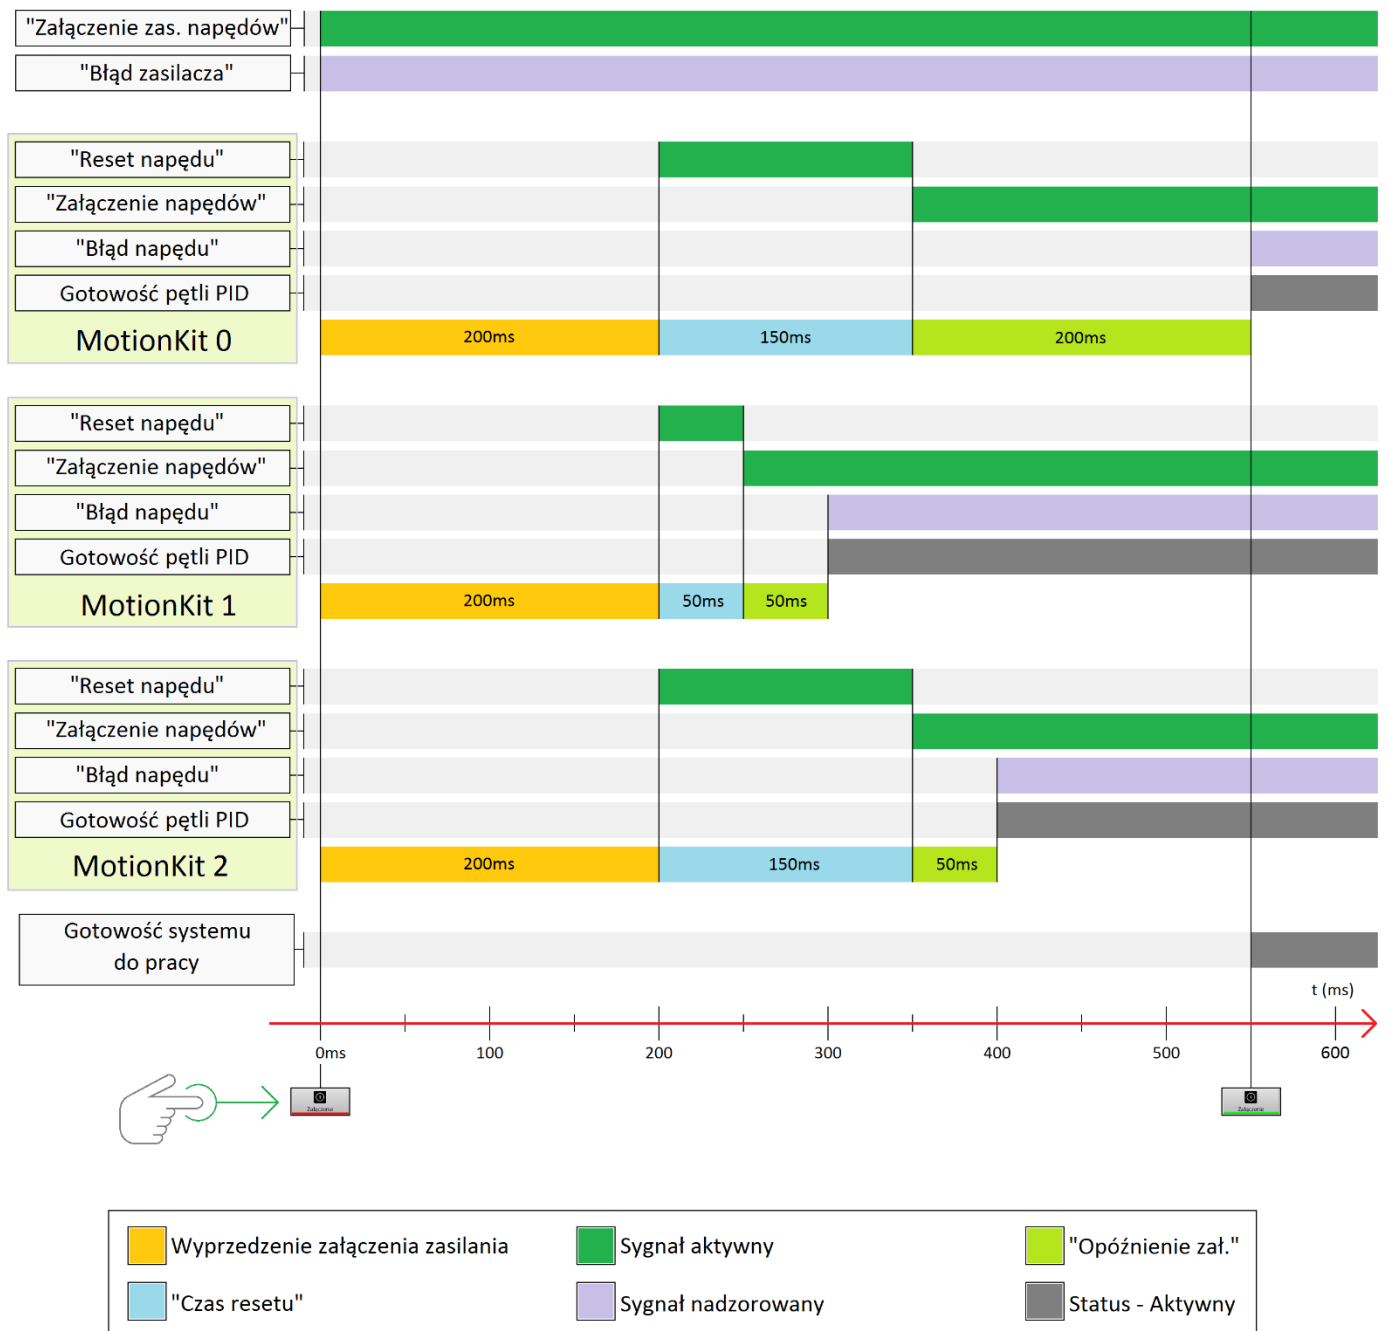 "Załączenie zas. napędów"
"Błąd zasilacza"
"Reset napędu"
"Załączenie napędów"
"Błąd napędu"
Gotowość pętli PID
MotionKit 0
200ms
150ms
200ms
"Reset napędu"
"Załączenie napędów"
"Błąd napędu"
Gotowość pętli PID
MotionKit 1
200ms
50ms
50ms
"Reset napędu"
"Załączenie napędów"
"Błąd napędu"
Gotowość pętli PID
MotionKit 2
200ms
150ms
50ms
Gotowość systemu
do pracy
t (ms)
0ms
100
200
300
400
500
600
Załączenie
Załączenie
Wyprzedzenie załączenia zasilania
Sygnał aktywny
"Opóźnienie zał."
"Czas resetu"
Sygnał nadzorowany
Status - Aktywny